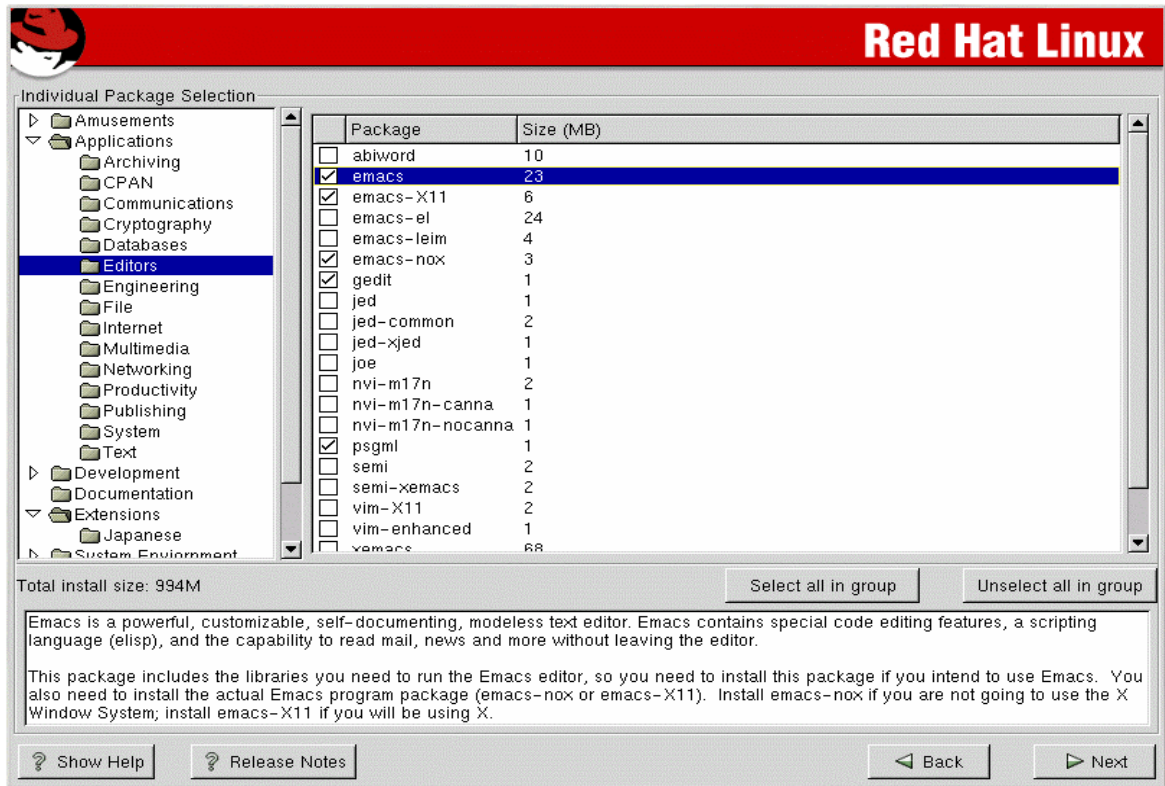 Red Hat Linux
Individual Package Selection
Amusements
Applications
Archiving
CPAN
Communications
Cryptography
Databases
Editors
Engineering
File
Internet
Multimedia
Networking
Productivity
Publishing
System
Text
Development
Documentation
Extensions
Japanese
System Enviornment
Package Size (MB)
abiword 10
emacs 23
emacs-X11 6
emacs-el 24
emacs-leim 4
emacs-nox 3
gedit 1
jed 1
jed-common 2
jed-xjed 1
joe 1
nvi-m17n 2
nvi-m17n-canna 1
nvi-m17n-nocanna 1
psgml 1
semi 2
semi-xemacs 2
vim-X11 2
vim-enhanced 1
xemacs 68
Total install size: 994M
Select all in group
Unselect all in group
Emacs is a powerful, customizable, self-documenting, modeless text editor. Emacs contains special code editing features, a scripting
language (elisp), and the capability to read mail, news and more without leaving the editor.
This package includes the libraries you need to run the Emacs editor, so you need to install this package if you intend to use Emacs. You
also need to install the actual Emacs program package (emacs-nox or emacs-X11). Install emacs-nox if you are not going to use the X
Window System; install emacs-X11 if you will be using X.
? Show Help
? Release Notes
Back
Next